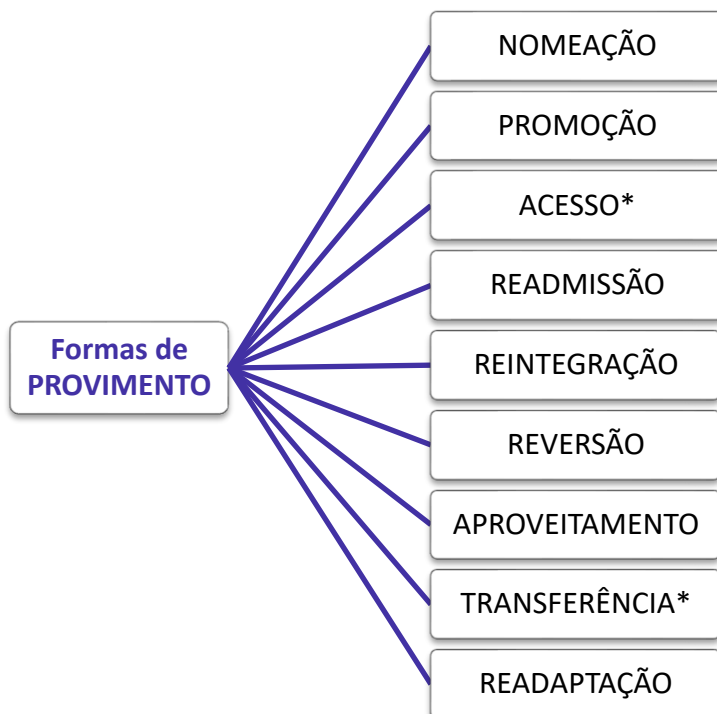 NOMEAÇÃO
PROMOÇÃO
ACESSO*
READMISSÃO
Formas de
PROVIMENTO
REINTEGRAÇÃO
REVERSÃO
APROVEITAMENTO
TRANSFERÊNCIA*
READAPTAÇÃO